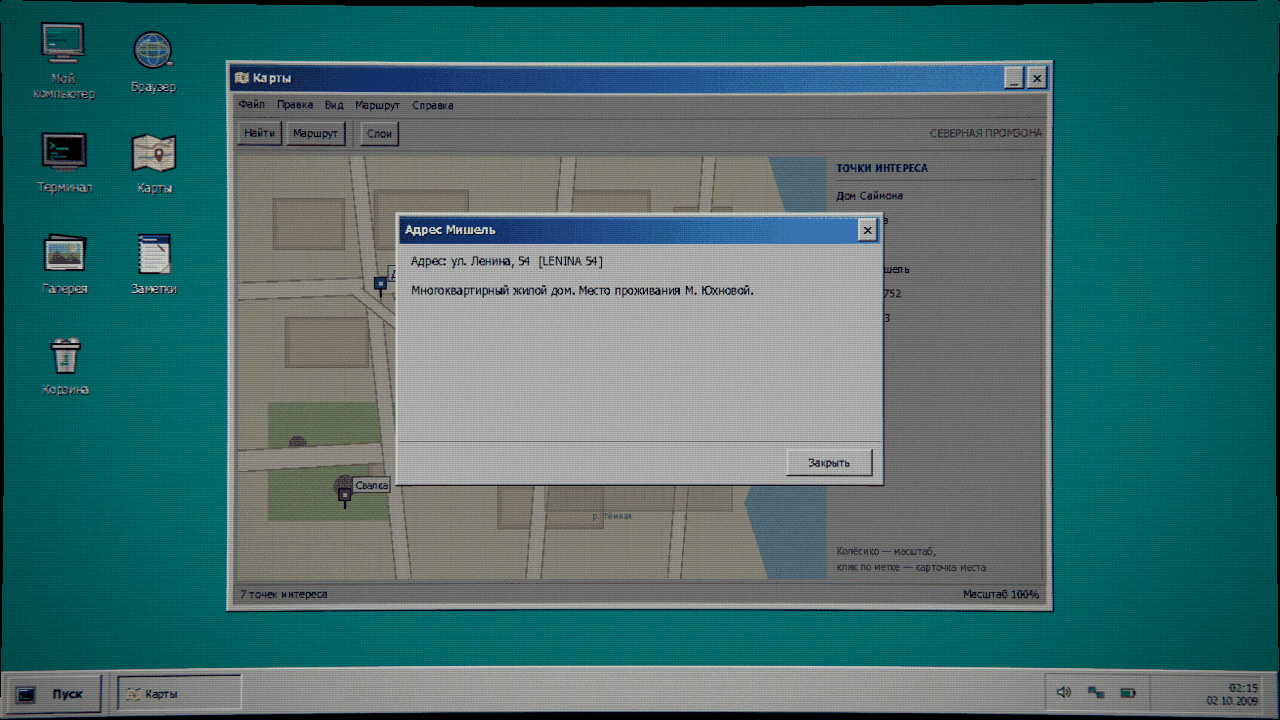 Мой
компьютер
Браузер
Терминал
Карты
Галерея
Заметки
Корзина
Карты
Файл Правка Вид Маршрут Справка
Найти Маршрут Слои
СЕВЕРНАЯ ПРОМЗОНА
ТОЧКИ ИНТЕРЕСА
Дом Саймона
Адрес Мишель
Адрес: ул. Ленина, 54 [LENINA 54]
Многоквартирный жилой дом. Место проживания М. Юхновой.
Закрыть
752
3
Свалка
р. Тёмная
Колёсико — масштаб,
клик по метке — карточка места
7 точек интереса
Масштаб 100%
Пуск
Карты
02:15
02.10.2009